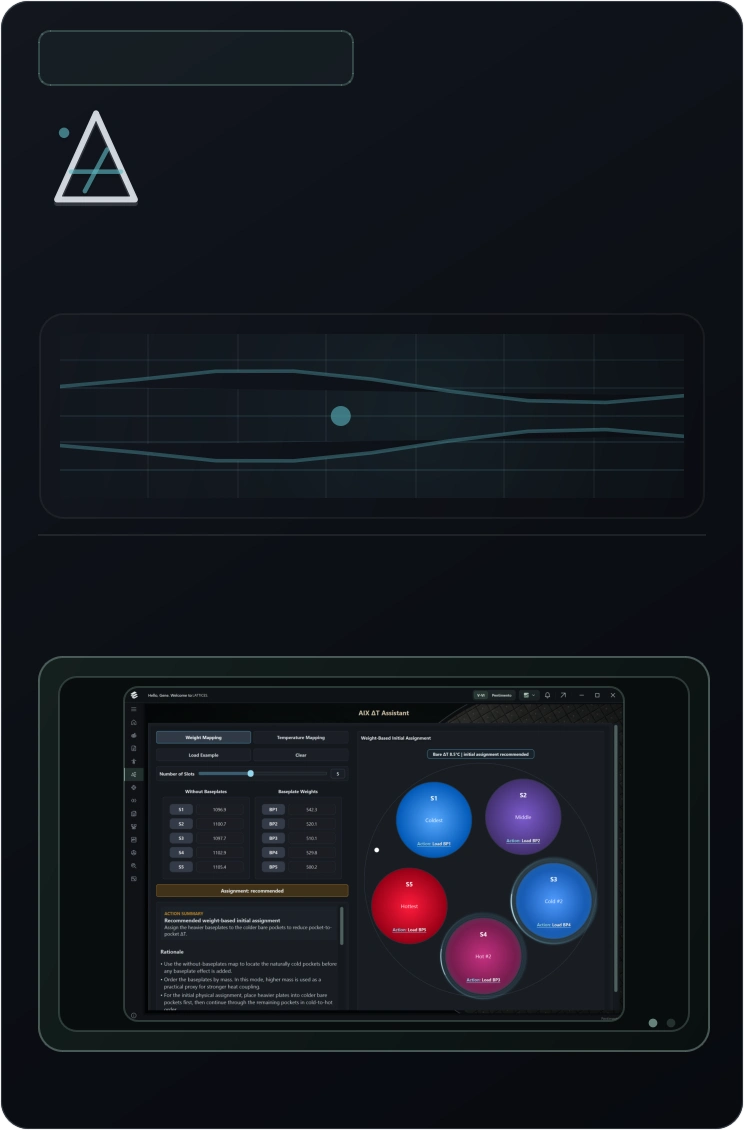 Hello, Gene. Welcome to LATTICES.
9-W Pentimento
AIX ΔT Assistant
Weight Mapping Temperature Mapping
Load Example Clear
Number of Slots 5
Without Baseplates Baseplate Weights
S1 1096.9 BP1 542.3
S2 1100.7 BP2 520.1
S3 1097.7 BP3 510.1
S4 1102.9 BP4 529.8
S5 1105.4 BP5 500.2
Assignment: recommended
ACTION SUMMARY
Recommended weight-based initial assignment
Assign the heavier baseplates to the colder bare pockets to reduce pocket-to-
pocket ΔT.
Rationale
• Use the without-baseplates map to locate the naturally cold pockets before
any baseplate effect is added.
• Order the baseplates by mass. In this mode, higher mass is used as a
practical proxy for stronger heat coupling.
• For the initial physical assignment, place heavier plates into colder bare
pockets first, then continue through the remaining pockets in cold-to-hot
order.
Weight-Based Initial Assignment
Bare ΔT 8.5°C | initial assignment recommended
S1
Coldest
Action: Load BP1
S2
Middle
Action: Load BP2
S3
Cold #2
Action: Load BP4
S5
Hottest
Action: Load BP5
S4
Hot #2
Action: Load BP3